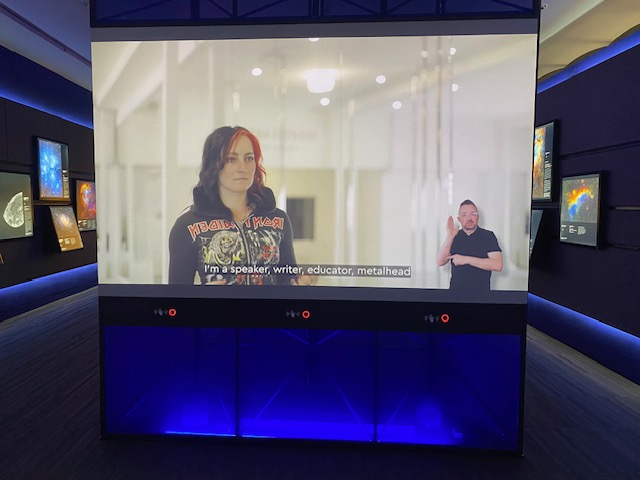 IRON MAIDEN
I'm a speaker, writer, educator, metalhead